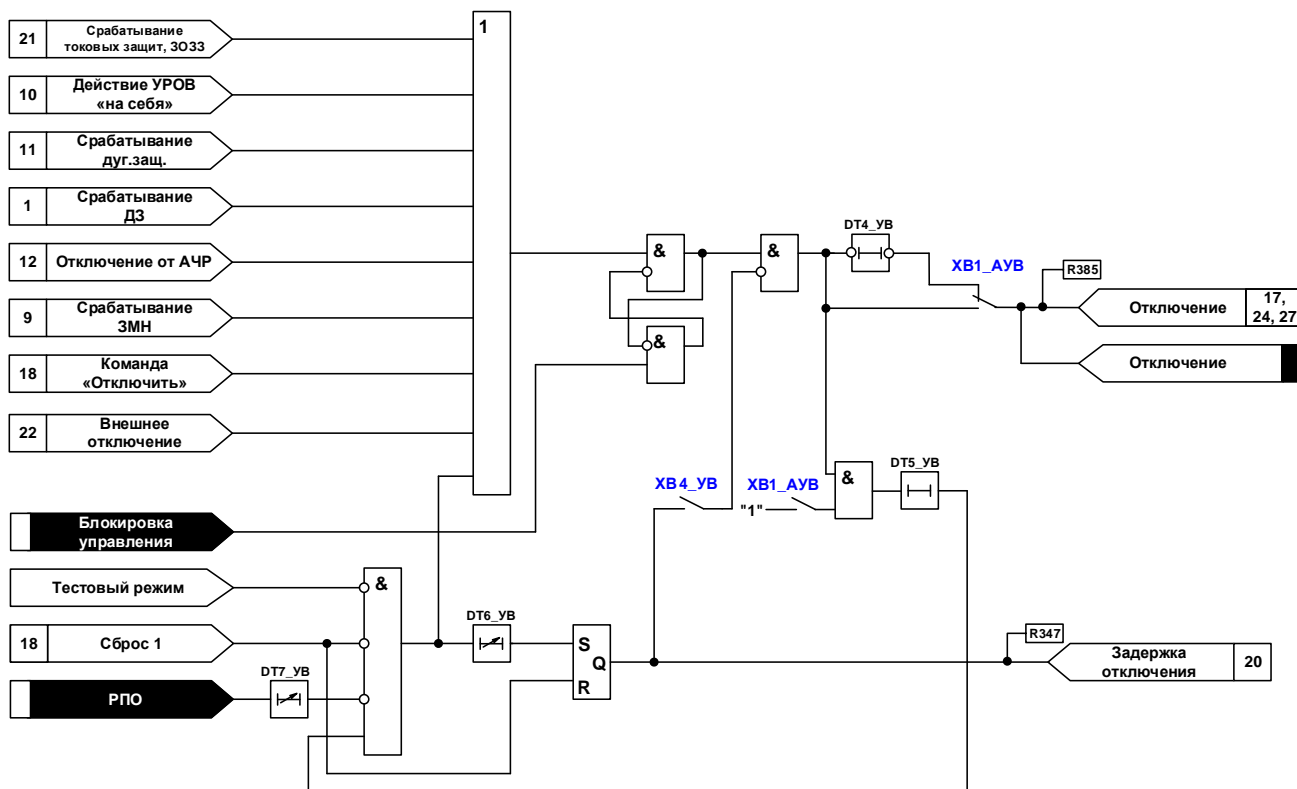 21
Срабатывание
токовых защит, ЗОЗЗ
1
10
Действие УРОВ
«на себя»
11
Срабатывание
дуг.защ.
1
Срабатывание
ДЗ
12
Отключение от АЧР
9
Срабатывание
ЗМН
18
Команда
«Отключить»
22
Внешнее
отключение
&
&
&
DT4_УВ
XB1_АУВ
R385
Отключение
17,
24, 27
Отключение
XB4_УВ
XB1_АУВ
"1"
&
DT5_УВ
Блокировка
управления
Тестовый режим
18
Сброс 1
РПО
DT7_УВ
&
DT6_УВ
S
Q
R
R347
Задержка
отключения
20